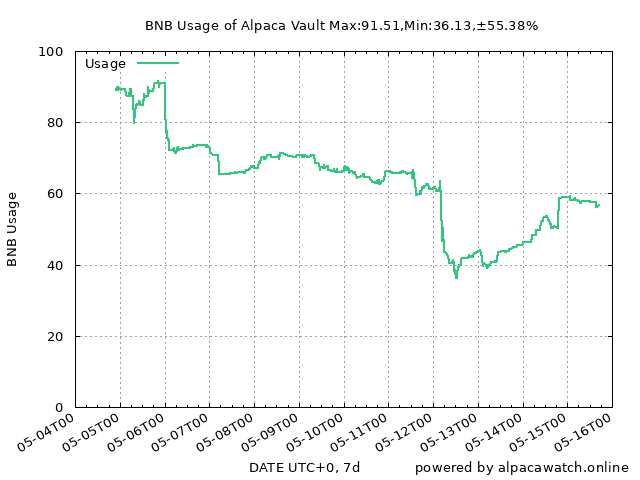 BNB Usage of Alpaca Vault Max:91.51,Min:36.13,±55.38%
Usage
BNB Usage
100
80
60
40
20
0
05-04T00
05-05T00
05-06T00
05-07T00
05-08T00
05-09T00
05-10T00
05-11T00
05-12T00
05-13T00
05-14T00
05-15T00
05-16T00
DATE UTC+0, 7d
powered by alpacawatch.online